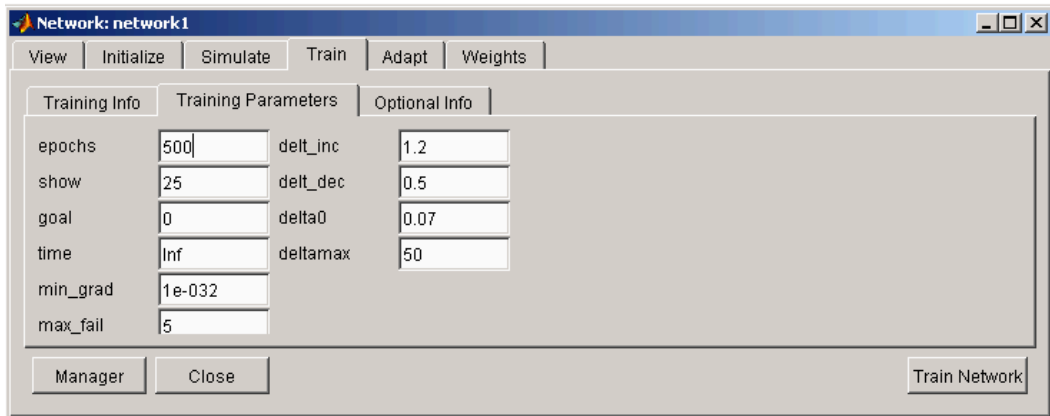 Network: network1
View Initialize Simulate Train Adapt Weights
Training Info Training Parameters Optional Info
epochs 500 delt_inc 1.2
show 25 delt_dec 0.5
goal 0 delta0 0.07
time Inf deltamax 50
min_grad 1e-032
max_fail 5
Manager Close Train Network